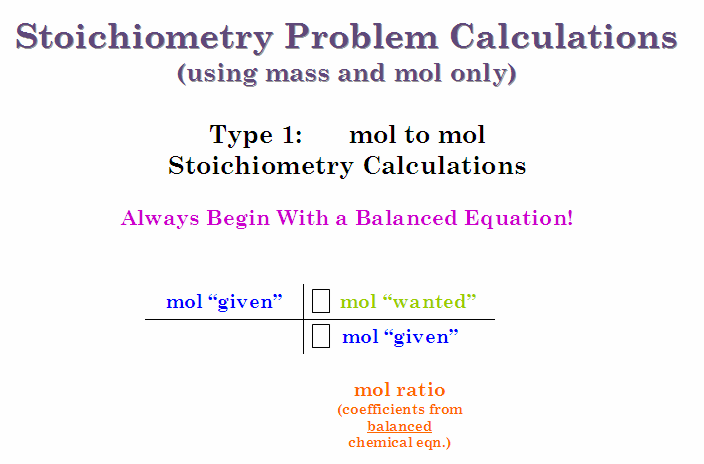 Stoichiometry Problem Calculations
(using mass and mol only)
Type 1: mol to mol
Stoichiometry Calculations
Always Begin With a Balanced Equation!
mol “given” mol “wanted”
mol “given”
mol ratio
(coefficients from
balanced
chemical eqn.)